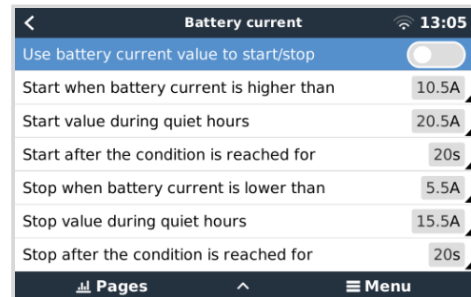 Battery current 13:05
Use battery current value to start/stop
Start when battery current is higher than 10.5A
Start value during quiet hours 20.5A
Start after the condition is reached for 20s
Stop when battery current is lower than 5.5A
Stop value during quiet hours 15.5A
Stop after the condition is reached for 20s
Pages Menu